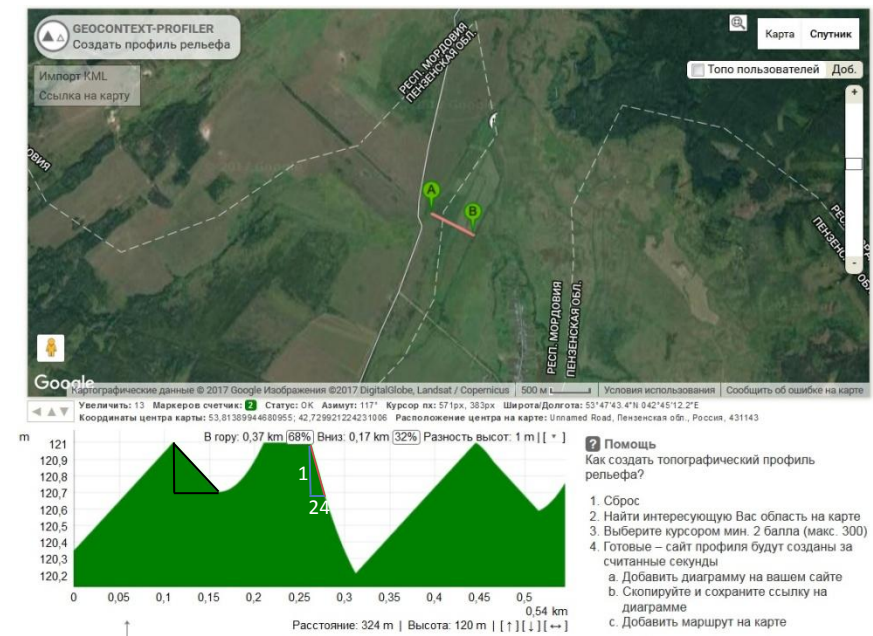 GEOCONTEXT-PROFILER
Создать профиль рельефа
Импорт KML
Ссылка на карту
Карта Спутник
Топо пользователей Доб.
+
-
РЕСП. МОРДОВИЯ
ПЕНЗЕНСКАЯ ОБЛ.
ОВИЯ
A
B
РЕСП. МОРДОВИЯ
ПЕНЗЕНСКАЯ ОБЛ.
Google
Картографические данные © 2017 Google Изображения ©2017 DigitalGlobe, Landsat / Copernicus 500 м Условия использования Сообщить об ошибке на карте
Увеличить: 13 Маркеров счетчик: 2 Статус: OK Азимут: 117° Курсор пх: 571px, 383px Широта/Долгота: 53°47'43.4"N 042°45'12.2"E
Координаты центра карты: 53,81389944680955; 42,729921224231006 Расположение центра на карте: Unnamed Road, Пензенская обл., Россия, 431143
m
В гору: 0,37 km 68% Вниз: 0,17 km 32% Разность высот: 1 m | [ ▾ ]
121
120,9
120,8
120,7
120,6
120,5
120,4
120,3
120,2
1
24
0 0,05 0,1 0,15 0,2 0,25 0,3 0,35 0,4 0,45 0,5
0,54 km
Расстояние: 324 m | Высота: 120 m | [↑][↓][↔]
? Помощь
Как создать топографический профиль
рельефа?
1. Сброс
2. Найти интересующую Вас область на карте
3. Выберите курсором мин. 2 балла (макс. 300)
4. Готовые – сайт профиля будут созданы за
считанные секунды
a. Добавить диаграмму на вашем сайте
b. Скопируйте и сохраните ссылку на
диаграмме
c. Добавить маршрут на карте